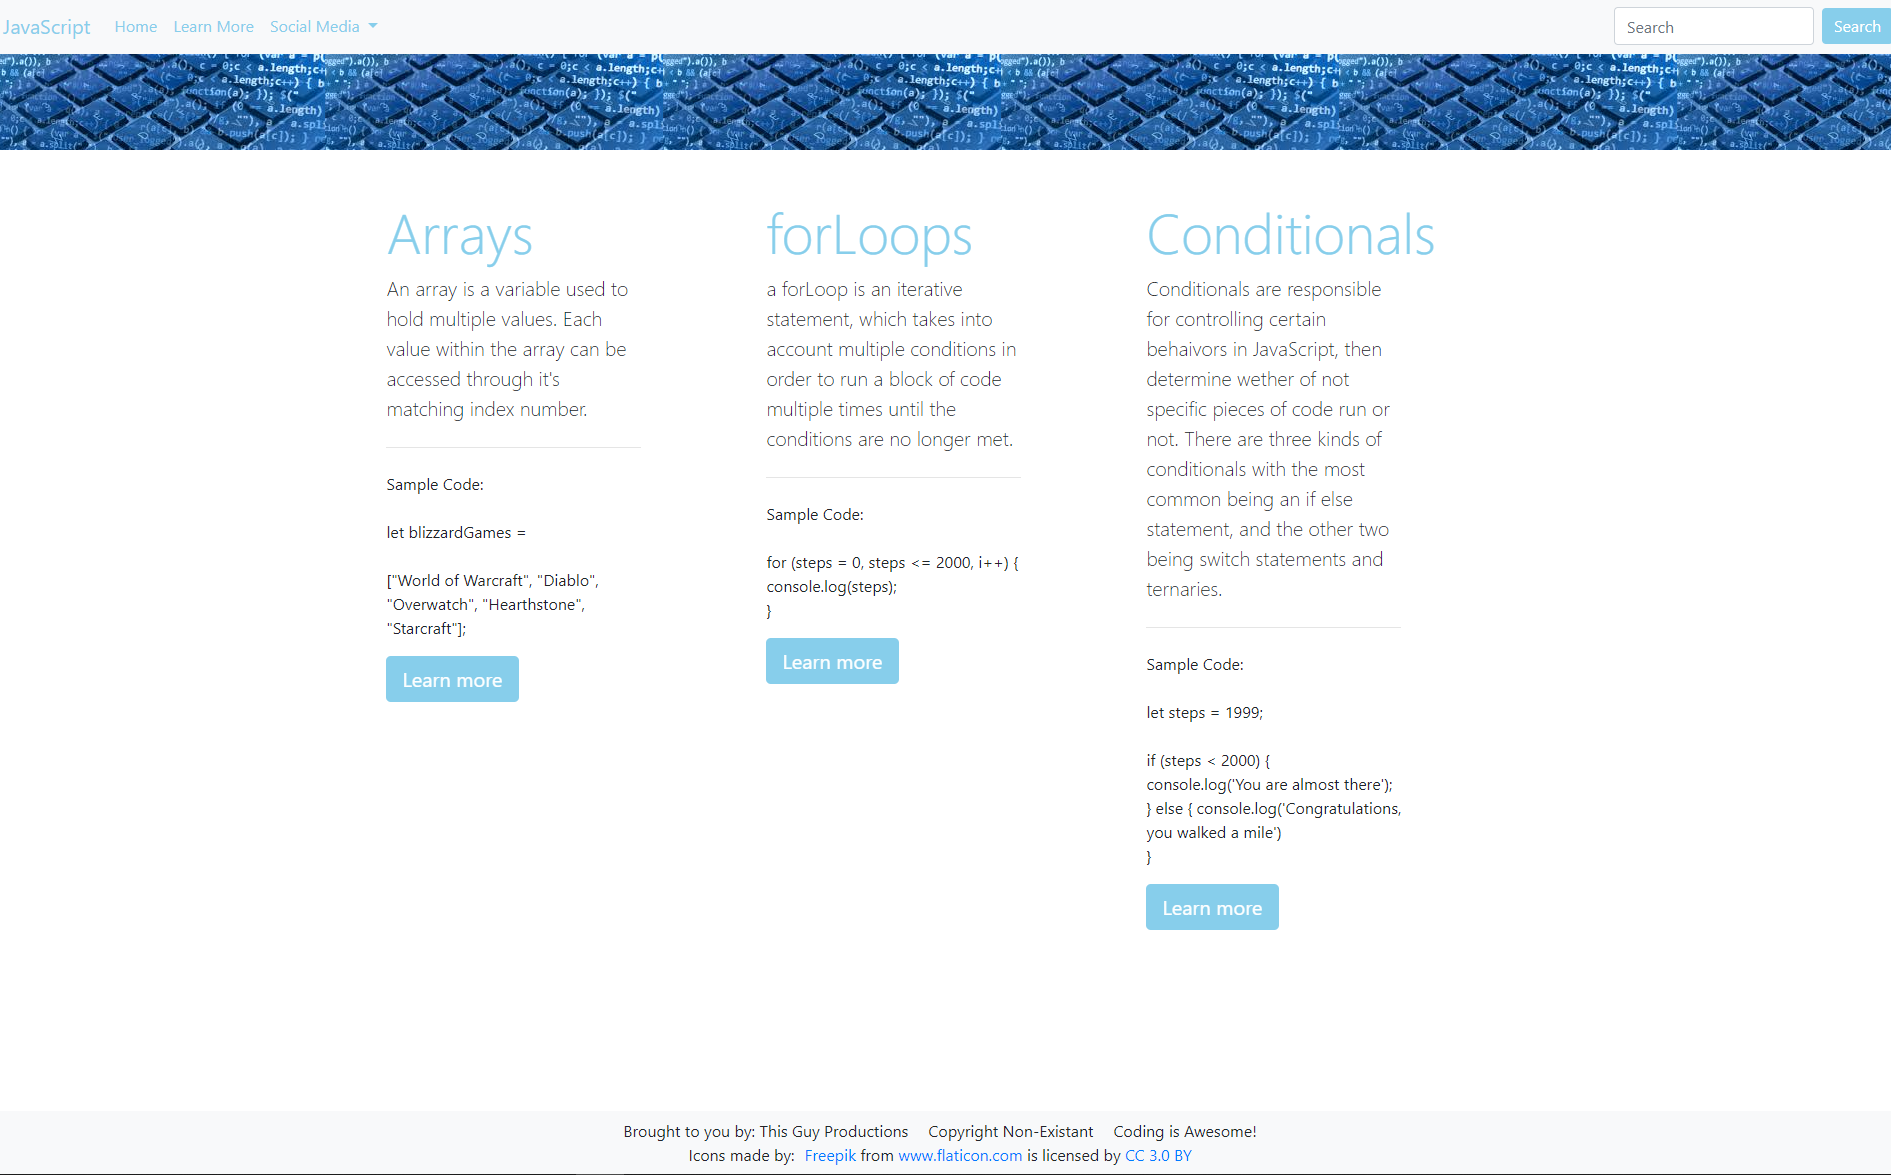 JavaScript Home Learn More Social Media Search Search
Arrays
An array is a variable used to
hold multiple values. Each
value within the array can be
accessed through it's
matching index number.
Sample Code:
let blizzardGames =
["World of Warcraft", "Diablo",
"Overwatch", "Hearthstone",
"Starcraft"];
Learn more
forLoops
a forLoop is an iterative
statement, which takes into
account multiple conditions in
order to run a block of code
multiple times until the
conditions are no longer met.
Sample Code:
for (steps = 0, steps <= 2000, i++) {
console.log(steps);
}
Learn more
Conditionals
Conditionals are responsible
for controlling certain
behaivors in JavaScript, then
determine wether of not
specific pieces of code run or
not. There are three kinds of
conditionals with the most
common being an if else
statement, and the other two
being switch statements and
ternaries.
Sample Code:
let steps = 1999;
if (steps < 2000) {
console.log('You are almost there');
} else { console.log('Congratulations,
you walked a mile')
}
Learn more
Brought to you by: This Guy Productions Copyright Non-Existant Coding is Awesome!
Icons made by: Freepik from www.flaticon.com is licensed by CC 3.0 BY